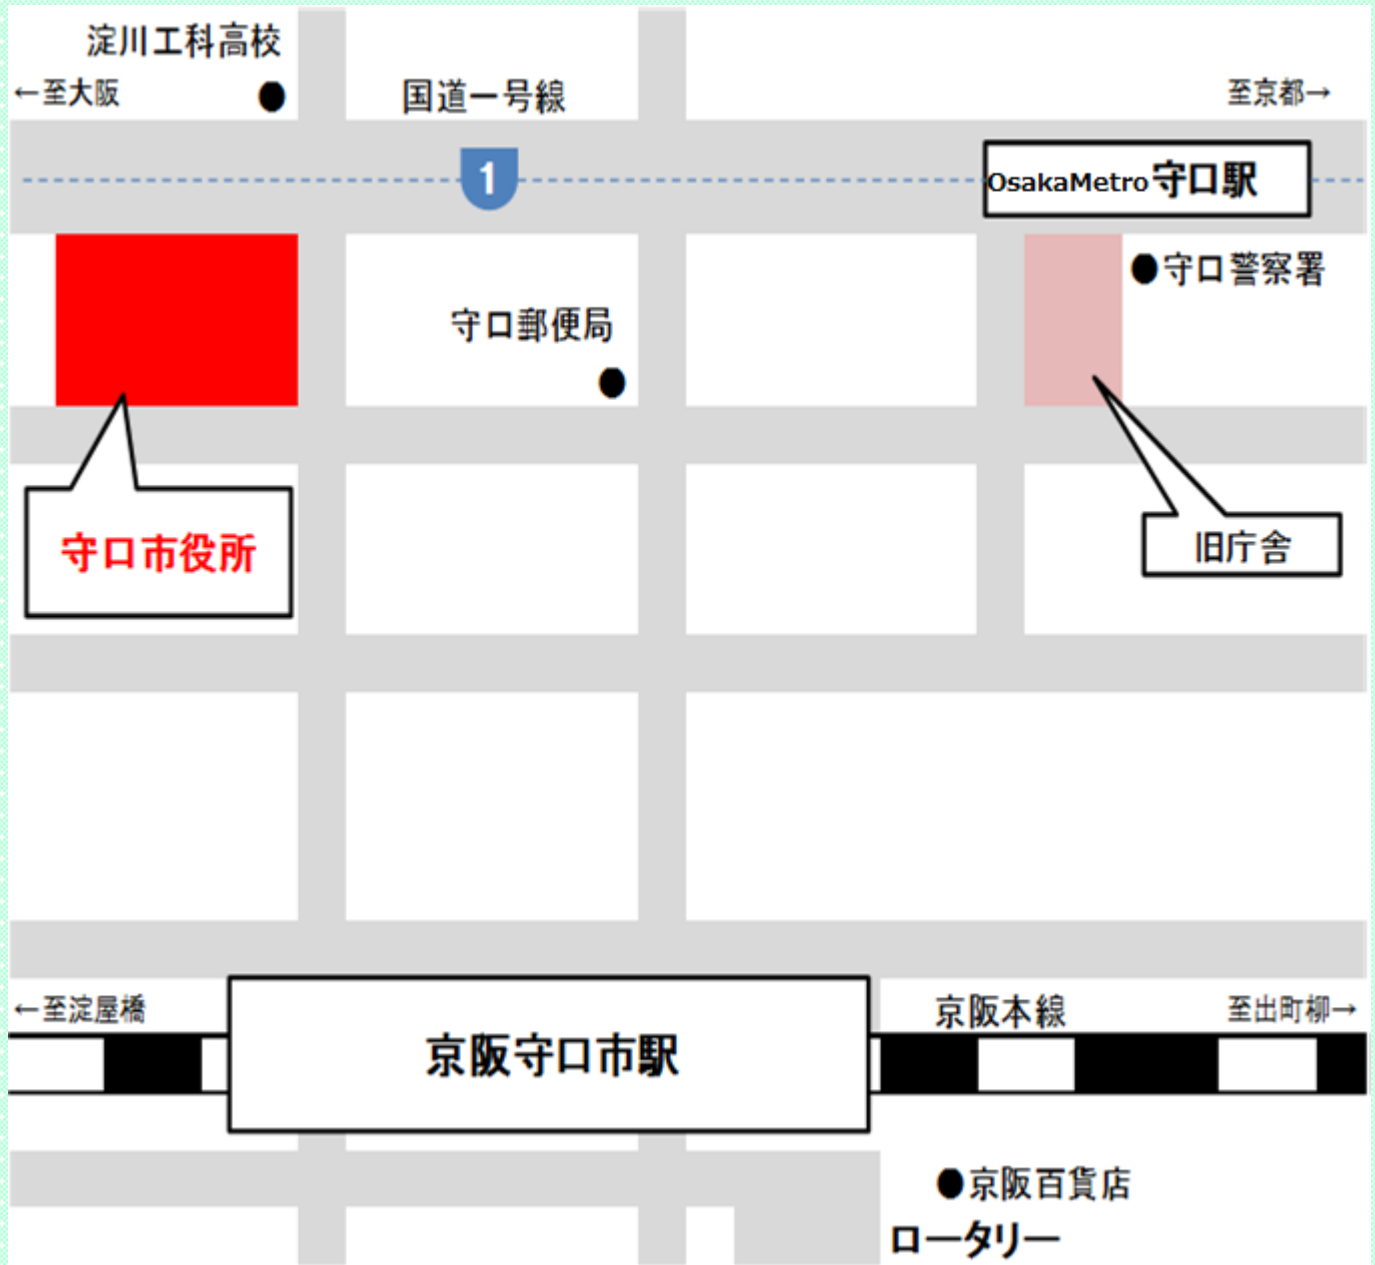 淀川工科高校
←至大阪
国道一号線
至京都→
1
OsakaMetro守口駅
●守口警察署
守口郵便局
守口市役所
旧庁舎
←至淀屋橋
京阪守口市駅
京阪本線
至出町柳→
●京阪百貨店
ロータリー